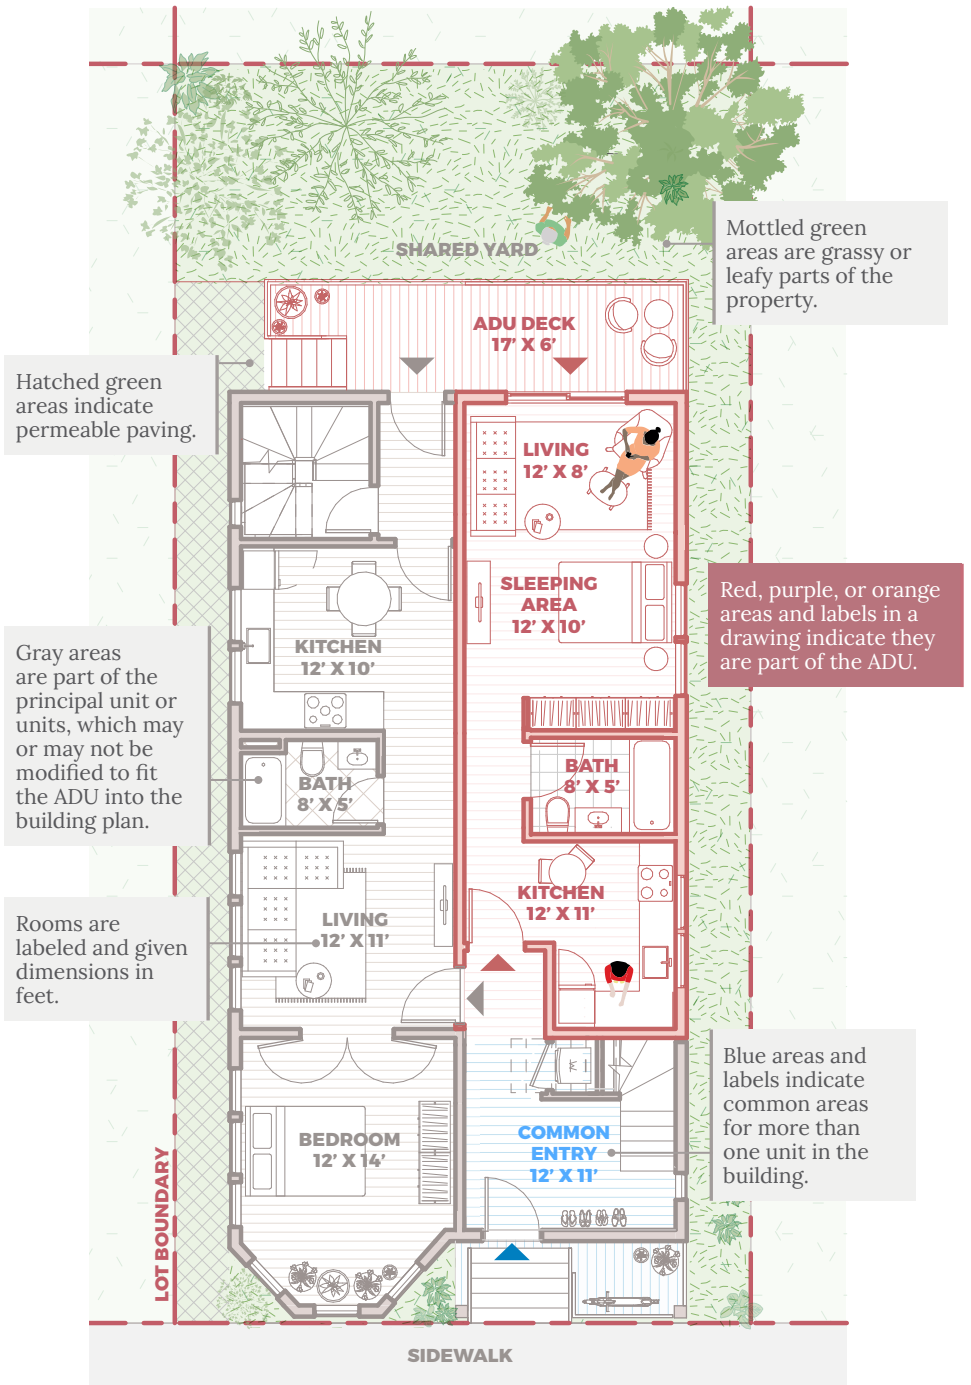 SHARED YARD
Mottled green
areas are grassy or
leafy parts of the
property.
ADU DECK
17’ X 6’
Hatched green
areas indicate
permeable paving.
LIVING
12’ X 8’
SLEEPING
AREA
12’ X 10’
Red, purple, or orange
areas and labels in a
drawing indicate they
are part of the ADU.
KITCHEN
12’ X 10’
Gray areas
are part of the
principal unit or
units, which may
or may not be
modified to fit
the ADU into the
building plan.
BATH
8’ X 5’
BATH
8’ X 5’
KITCHEN
12’ X 11’
Rooms are
labeled and given
dimensions in
feet.
LIVING
12’ X 11’
Blue areas and
labels indicate
common areas
for more than
one unit in the
building.
BEDROOM
12’ X 14’
COMMON
ENTRY
12’ X 11’
LOT BOUNDARY
SIDEWALK